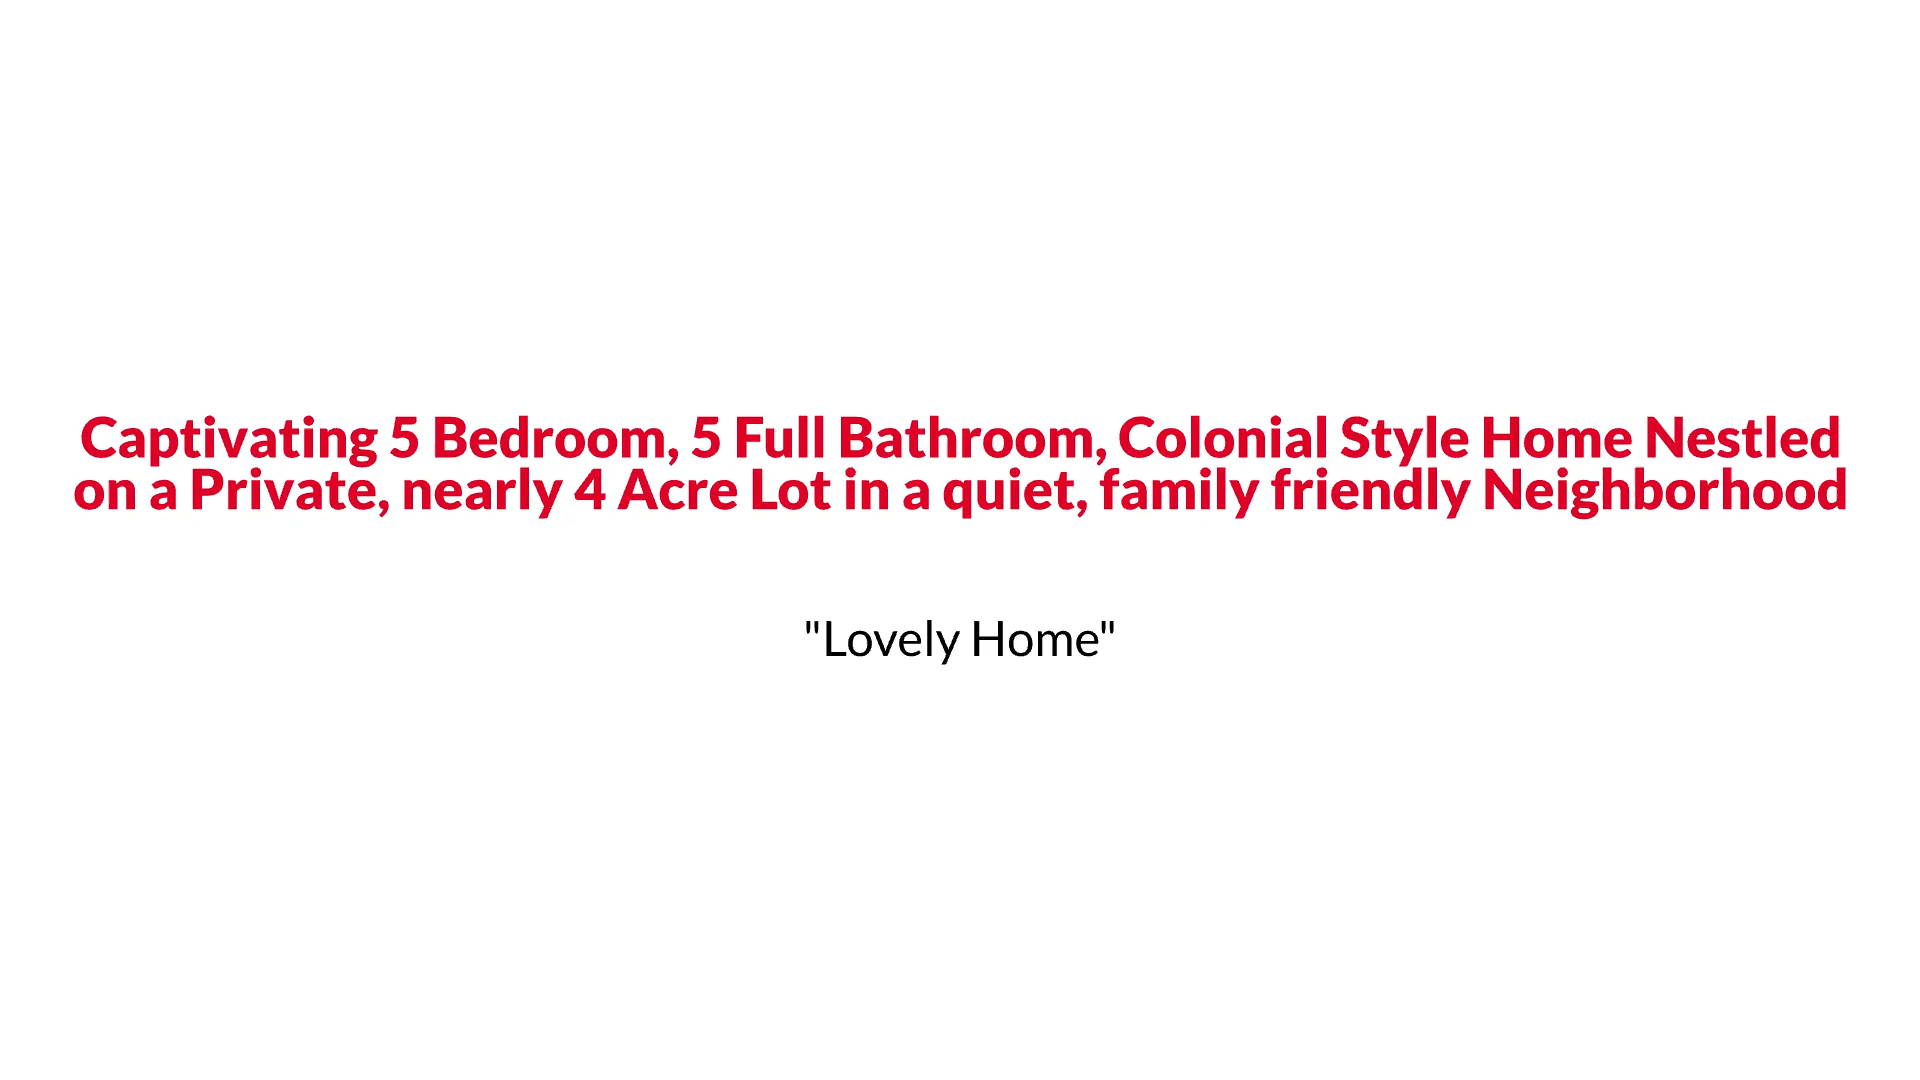 Captivating 5 Bedroom, 5 Full Bathroom, Colonial Style Home Nestled
on a Private, nearly 4 Acre Lot in a quiet, family friendly Neighborhood
"Lovely Home"